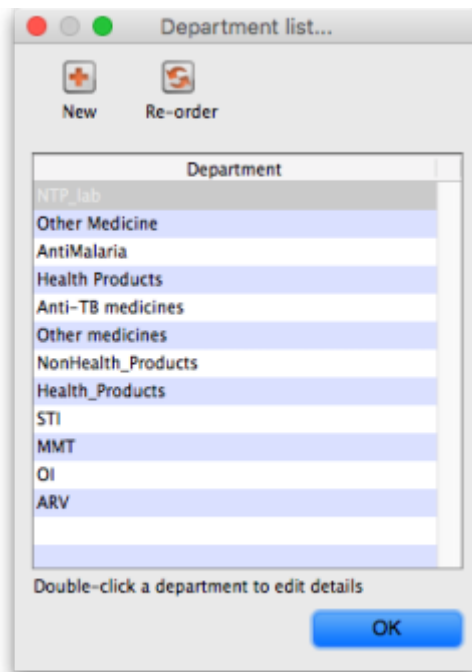 Department list...
New Re-order
Department
NTP_lab
Other Medicine
AntiMalaria
Health Products
Anti-TB medicines
Other medicines
NonHealth_Products
Health_Products
STI
MMT
OI
ARV
Double-click a department to edit details
OK